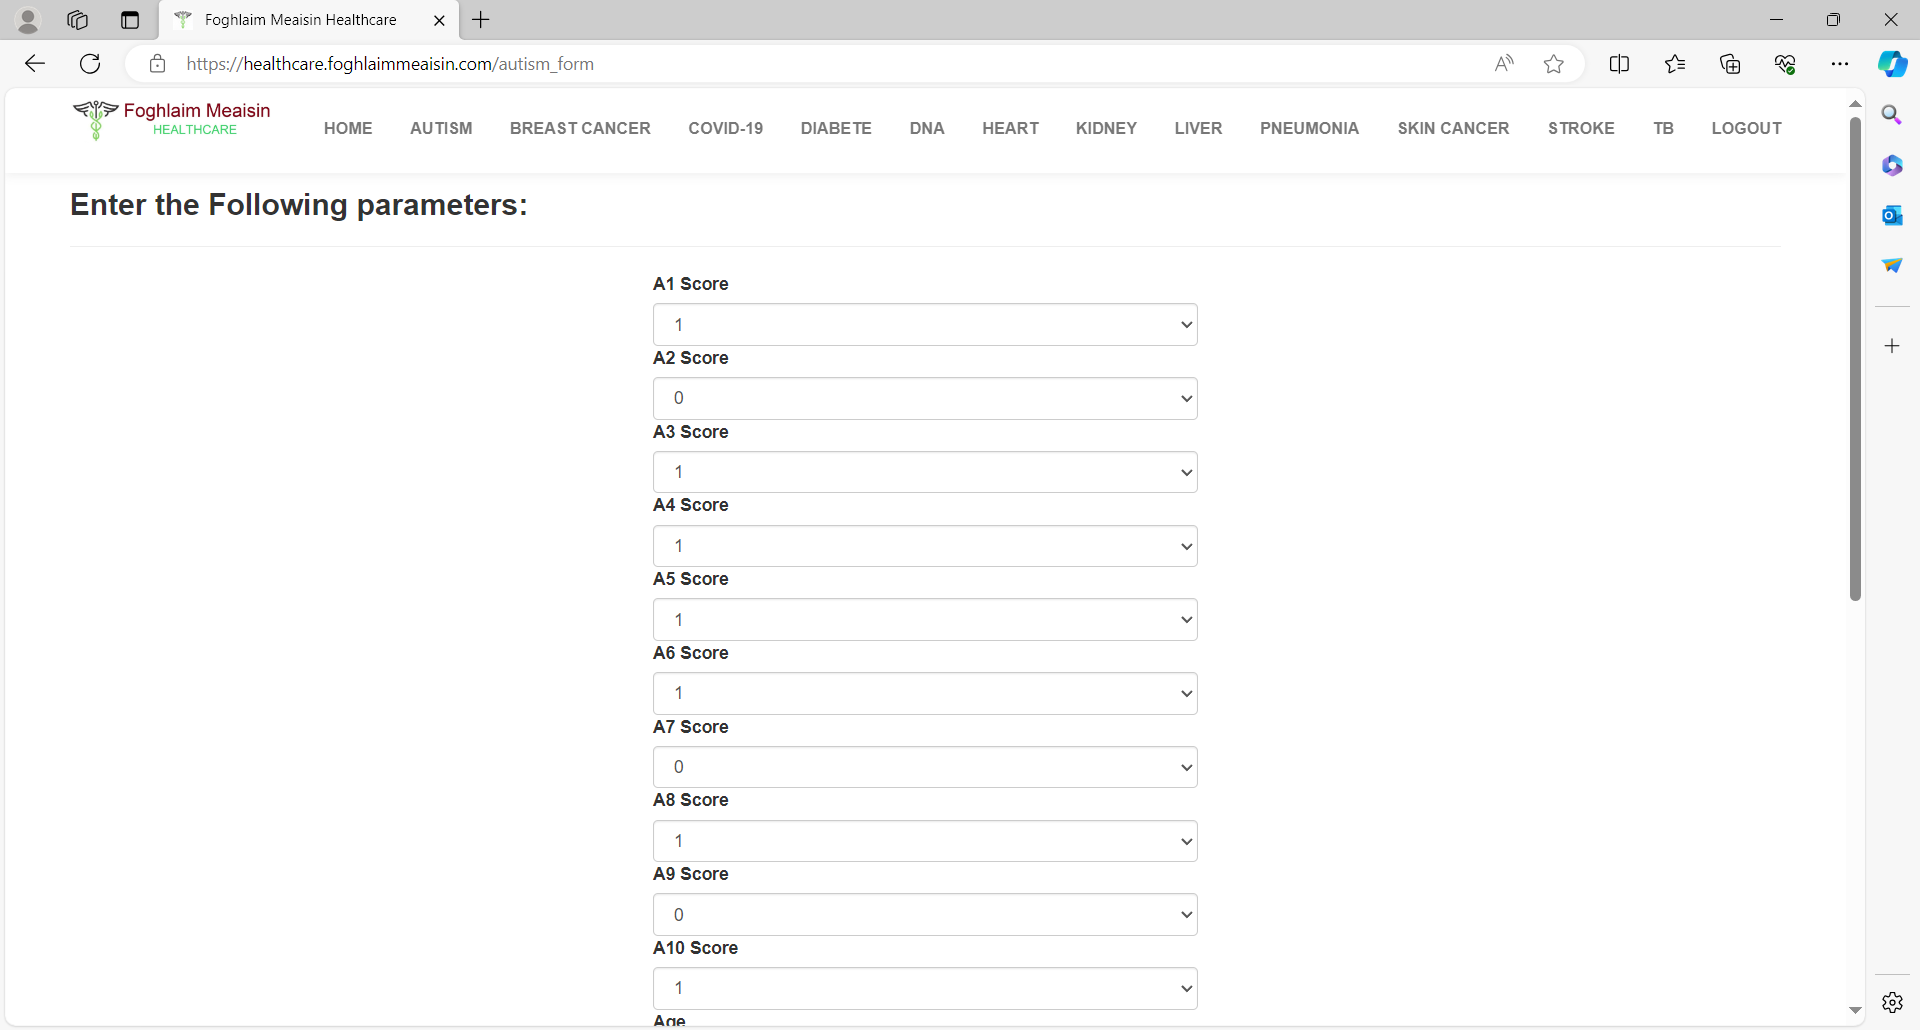 Foghlaim Meaisin Healthcare
https://healthcare.foghlaimmeaisin.com/autism_form
Foghlaim Meaisin
HEALTHCARE
HOME AUTISM BREAST CANCER COVID-19 DIABETE DNA HEART KIDNEY LIVER PNEUMONIA SKIN CANCER STROKE TB LOGOUT
Enter the Following parameters:
A1 Score
1
A2 Score
0
A3 Score
1
A4 Score
1
A5 Score
1
A6 Score
1
A7 Score
0
A8 Score
1
A9 Score
0
A10 Score
1
Age